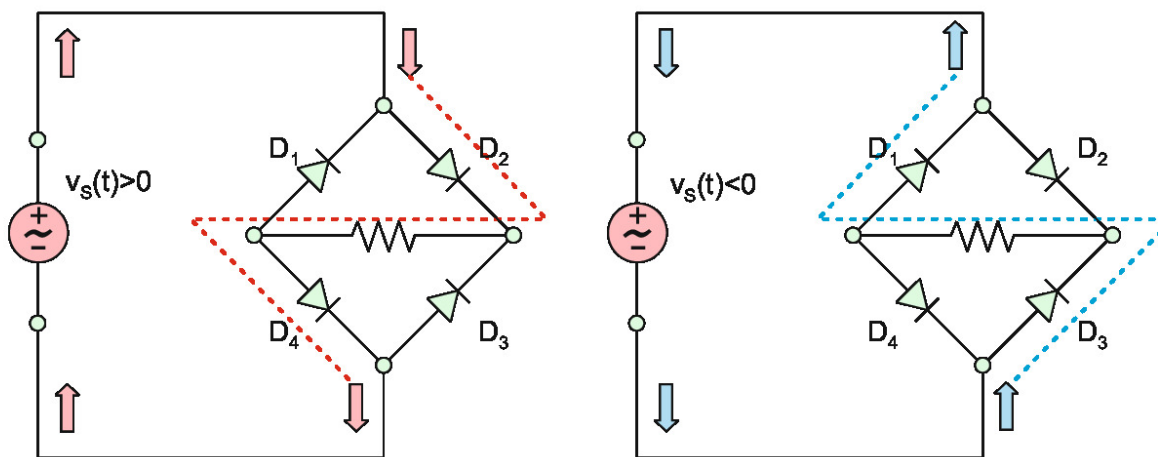 D₁
D₂
vₛ(t)>0
D₄
D₃
D₁
D₂
vₛ(t)<0
D₄
D₃